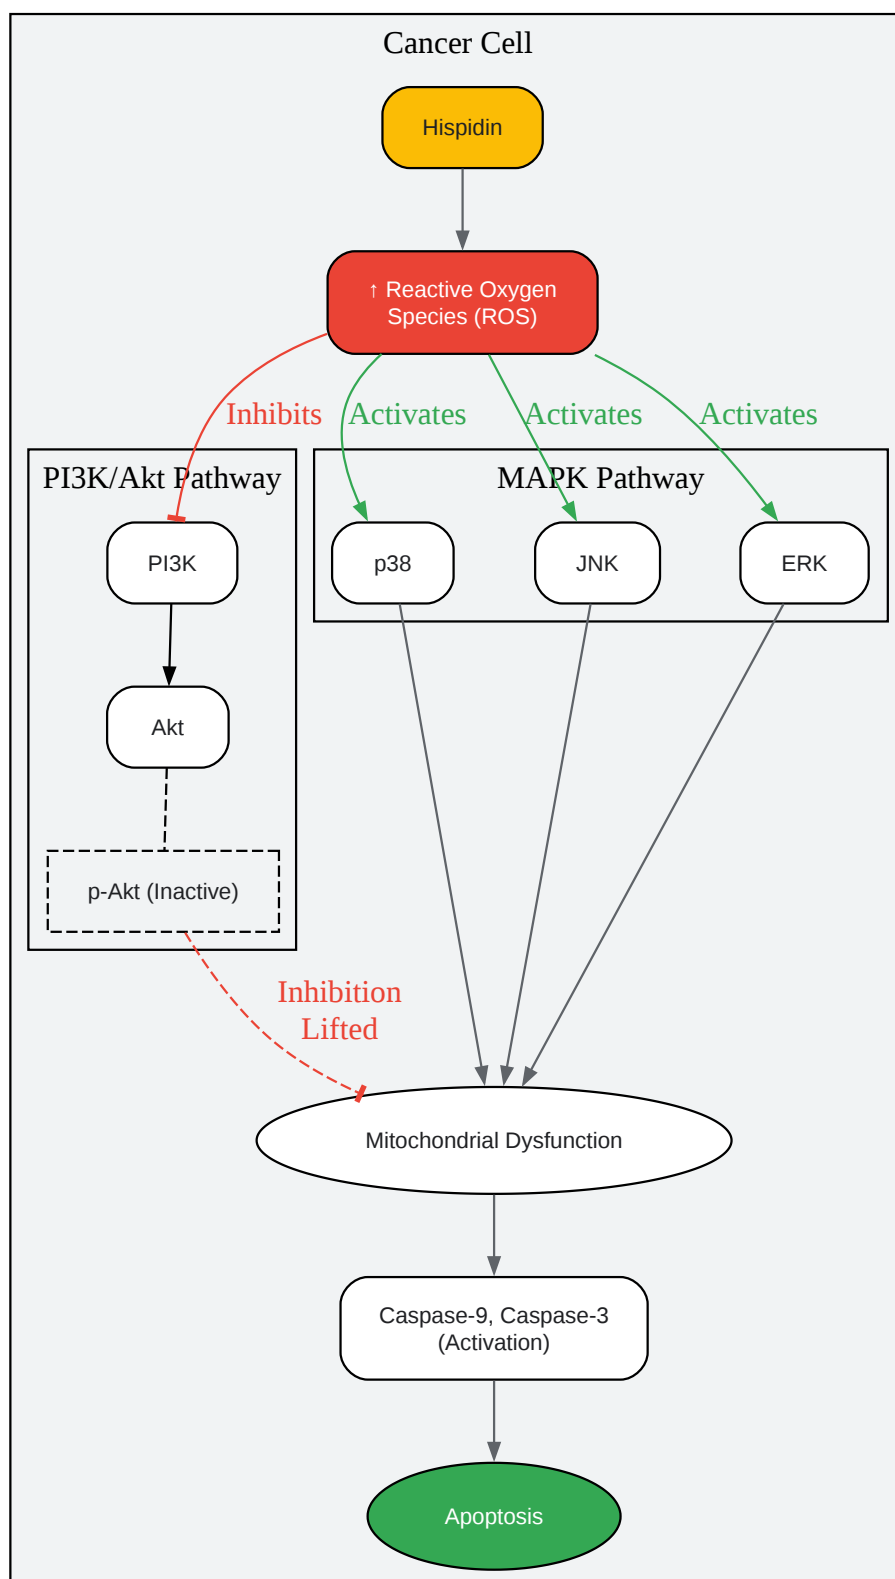 Cancer Cell
Hispidin
↑ Reactive Oxygen
Species (ROS)
Inhibits
Activates
Activates
Activates
PI3K/Akt Pathway
MAPK Pathway
PI3K
p38
JNK
ERK
Akt
p-Akt (Inactive)
Inhibition
Lifted
Mitochondrial Dysfunction
Caspase-9, Caspase-3
(Activation)
Apoptosis